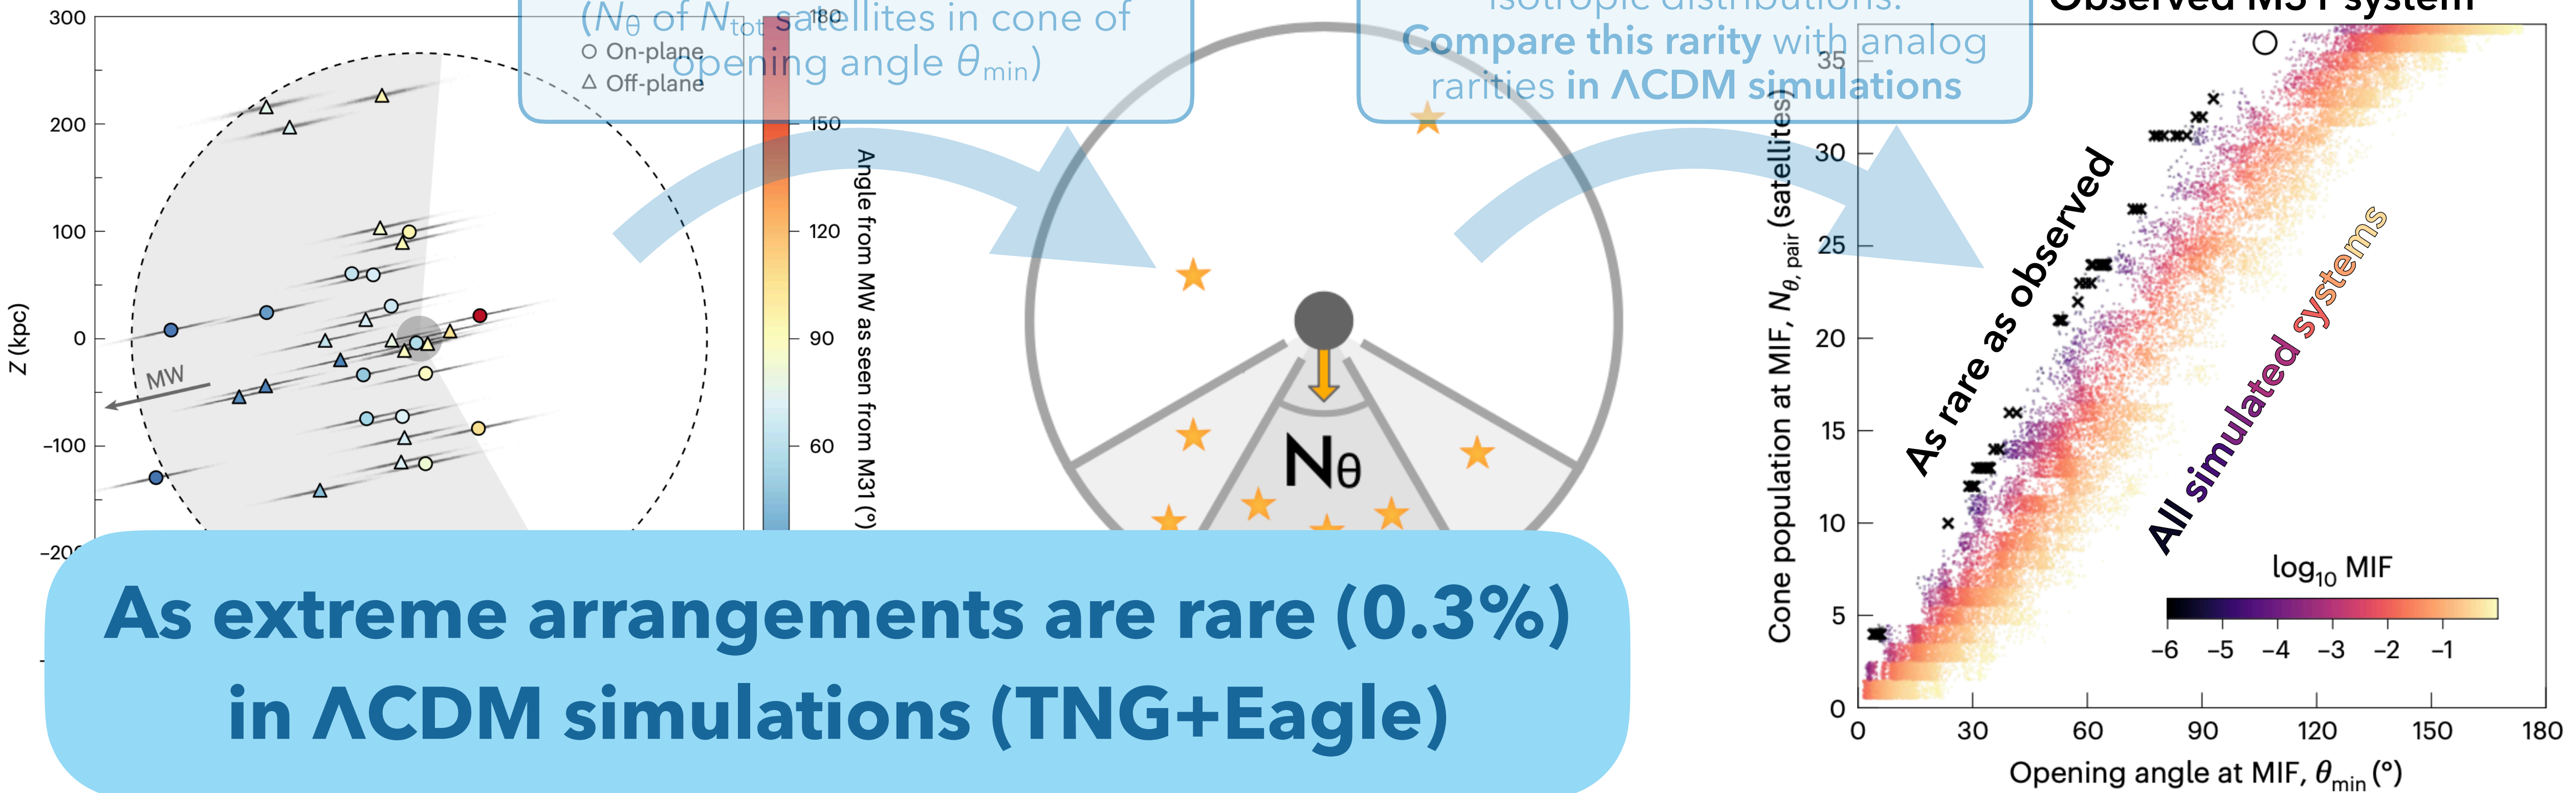 (Nθ of Ntot satellites in cone of
opening angle θmin)
isotropic distributions.
Compare this rarity with analog
rarities in ΛCDM simulations
Observed M31 system
300
200
100
0
−100
Z (kpc)
○ On-plane
△ Off-plane
MW
180
150
120
90
60
Angle from MW as seen from M31 (°)
Nθ
35
30
25
20
15
10
5
0
Cone population at MIF, Nθ, pair (satellites)
As rare as observed
All simulated systems
log10 MIF
−6 −5 −4 −3 −2 −1
0 30 60 90 120 150 180
Opening angle at MIF, θmin (°)
As extreme arrangements are rare (0.3%)
in ΛCDM simulations (TNG+Eagle)